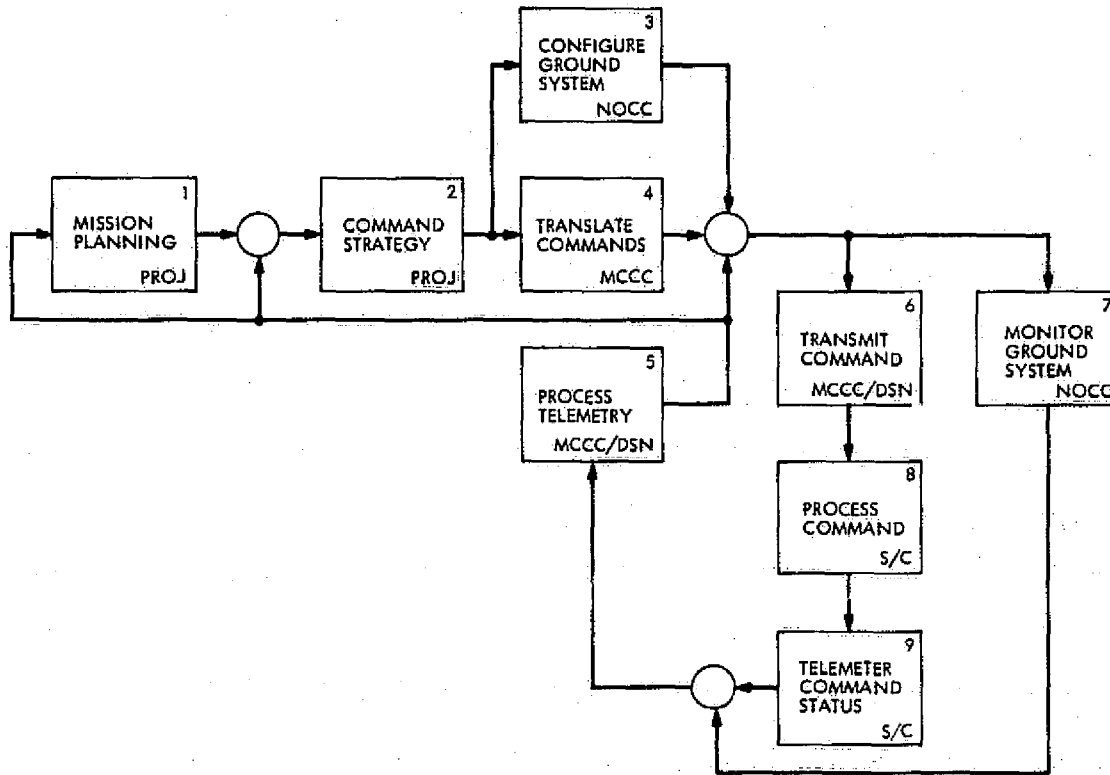 3
CONFIGURE
GROUND
SYSTEM
NOCC
1
MISSION
PLANNING
PROJ
2
COMMAND
STRATEGY
PROJ
4
TRANSLATE
COMMANDS
MCCC
5
PROCESS
TELEMETRY
MCCC/DSN
6
TRANSMIT
COMMAND
MCCC/DSN
7
MONITOR
GROUND
SYSTEM
NOCC
8
PROCESS
COMMAND
S/C
9
TELEMETER
COMMAND
STATUS
S/C